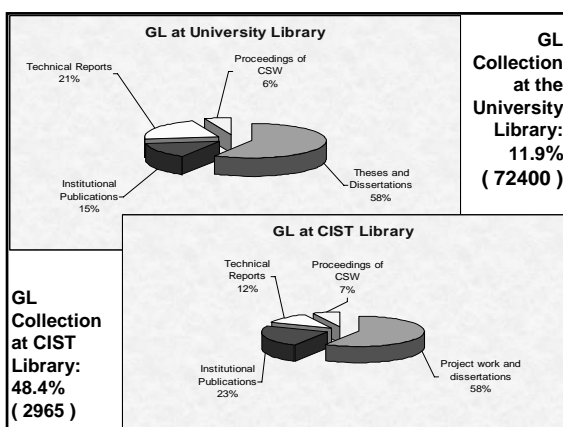 GL at University Library
Technical Reports
21%
Proceedings of
CSW
6%
Institutional
Publications
15%
Theses and
Dissertations
58%
GL
Collection
at the
University
Library:
11.9%
( 72400 )
GL at CIST Library
Technical
Reports
12%
Proceedings of
CSW
7%
Institutional
Publications
23%
Project work and
dissertations
58%
GL
Collection
at CIST
Library:
48.4%
( 2965 )